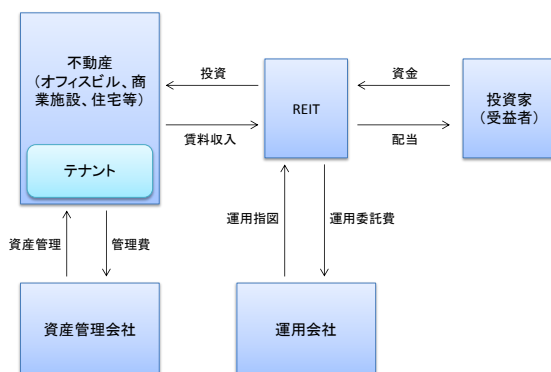 不動産
（オフィスビル、商
業施設、住宅等）
テナント
投資
賃料収入
REIT
資金
配当
投資家
（受益者）
資産管理
管理費
運用指図
運用委託費
資産管理会社
運用会社